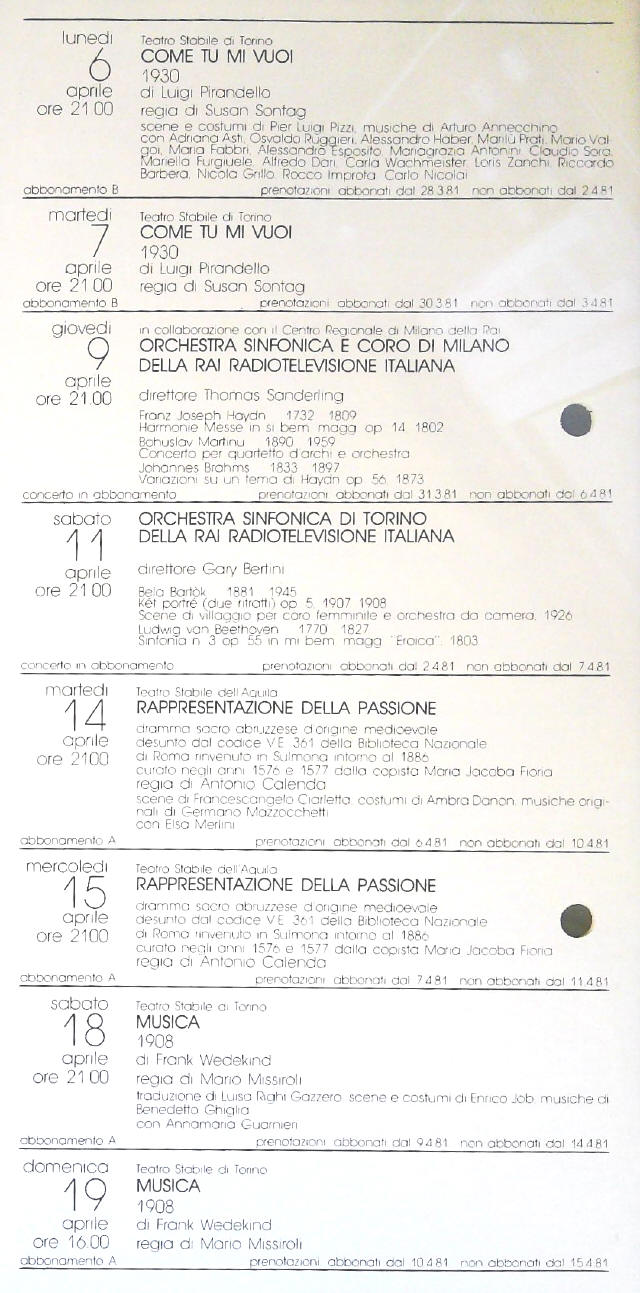 lunedi
6
aprile
ore 21.00
Teatro Stabile di Torino
COME TU MI VUOI
1930
di Luigi Pirandello
regia di Susan Sontag
scene e costumi di Pier Luigi Pizzi, musiche di Arturo Annecchino
con Adriana Asti, Osvaldo Ruggieri, Alessandro Haber, Marilù Prati, Mario Val-
goi, Maria Fabbri, Alessandro Esposito, Mariagrazia Antonini, Claudio Sora,
Mariella Furgiuele, Alfredo Dari, Carla Wachmeister, Loris Zanchi, Riccardo
Barbera, Nicola Grillo, Rocco Improta, Carlo Nicolai
abbonamento B prenotazioni abbonati dal 28.3.81 non abbonati dal 2.4.81
martedi
7
aprile
ore 21.00
Teatro Stabile di Torino
COME TU MI VUOI
1930
di Luigi Pirandello
regia di Susan Sontag
abbonamento B prenotazioni abbonati dal 30.3.81 non abbonati dal 3.4.81
giovedi
9
aprile
ore 21.00
in collaborazione con il Centro Regionale di Milano della Rai
ORCHESTRA SINFONICA E CORO DI MILANO
DELLA RAI RADIOTELEVISIONE ITALIANA
direttore Thomas Sanderling
Franz Joseph Haydn 1732 1809
Harmonie Messe in si bem. magg. op. 14 1802
Bohuslav Martinu 1890 1959
Concerto per quartetto d'archi e orchestra
Johannes Brahms 1833 1897
Variazioni su un tema di Haydn op. 56, 1873
concerto in abbonamento prenotazioni abbonati dal 31.3.81 non abbonati dal 6.4.81
sabato
11
aprile
ore 21.00
ORCHESTRA SINFONICA DI TORINO
DELLA RAI RADIOTELEVISIONE ITALIANA
direttore Gary Bertini
Bela Bartòk 1881 1945
Két portré (due ritratti) op. 5, 1907 1908
Scene di villaggio per coro femminile e orchestra da camera, 1926
Ludwig van Beethoven 1770 1827
Sinfonia n. 3 op. 55 in mi bem. magg. "Eroica", 1803
concerto in abbonamento prenotazioni abbonati dal 2.4.81 non abbonati dal 7.4.81
martedi
14
aprile
ore 21.00
Teatro Stabile dell'Aquila
RAPPRESENTAZIONE DELLA PASSIONE
dramma sacro abruzzese d'origine medioevale
desunto dal codice V.E. 361 della Biblioteca Nazionale
di Roma rinvenuto in Sulmona intorno al 1886
curato negli anni 1576 e 1577 dalla copista Maria Jacoba Fioria
regia di Antonio Calenda
scene di Francescangelo Ciarletta, costumi di Ambra Danon, musiche origi-
nali di Germano Mazzocchetti
con Elsa Merlini
abbonamento A prenotazioni abbonati dal 6.4.81 non abbonati dal 10.4.81
mercoledi
15
aprile
ore 21.00
Teatro Stabile dell'Aquila
RAPPRESENTAZIONE DELLA PASSIONE
dramma sacro abruzzese d'origine medioevale
desunto dal codice V.E. 361 della Biblioteca Nazionale
di Roma rinvenuto in Sulmona intorno al 1886
curato negli anni 1576 e 1577 dalla copista Maria Jacoba Fioria
regia di Antonio Calenda
abbonamento A prenotazioni abbonati dal 7.4.81 non abbonati dal 11.4.81
sabato
18
aprile
ore 21.00
Teatro Stabile di Torino
MUSICA
1908
di Frank Wedekind
regia di Mario Missiroli
traduzione di Luisa Righi Gazzero, scene e costumi di Enrico Job, musiche di
Benedetto Ghiglia
con Annamaria Guarnieri
abbonamento A prenotazioni abbonati dal 9.4.81 non abbonati dal 14.4.81
domenica
19
aprile
ore 16.00
Teatro Stabile di Torino
MUSICA
1908
di Frank Wedekind
regia di Mario Missiroli
abbonamento A prenotazioni abbonati dal 10.4.81 non abbonati dal 15.4.81